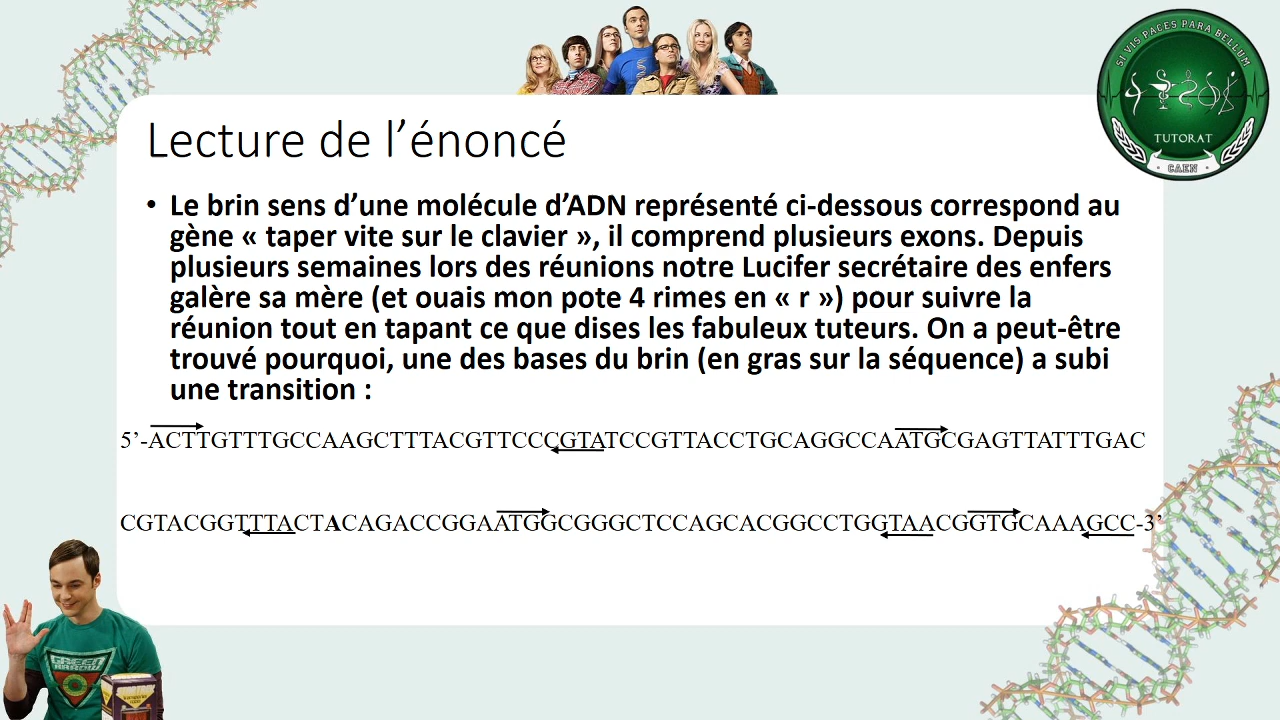 SI VIS PACES PARA BELLUM
TUTORAT
CAEN
Lecture de l’énoncé
• Le brin sens d’une molécule d’ADN représenté ci-dessous correspond au
gène « taper vite sur le clavier », il comprend plusieurs exons. Depuis
plusieurs semaines lors des réunions notre Lucifer secrétaire des enfers
galère sa mère (et ouais mon pote 4 rimes en « r ») pour suivre la
réunion tout en tapant ce que dises les fabuleux tuteurs. On a peut-être
trouvé pourquoi, une des bases du brin (en gras sur la séquence) a subi
une transition :
5’-ACTTGTTTGCCAAGCTTTACGTTCCCGTATCCGTTACCTGCAGGCCAATGCGAGTTATTTGAC
CGTACGGTTTTACTACAGACCGGAATGGCGGGCTCCAGCACGGCCTGGTAACGGTGCAAAGCC-3’
GREEN
ARROW